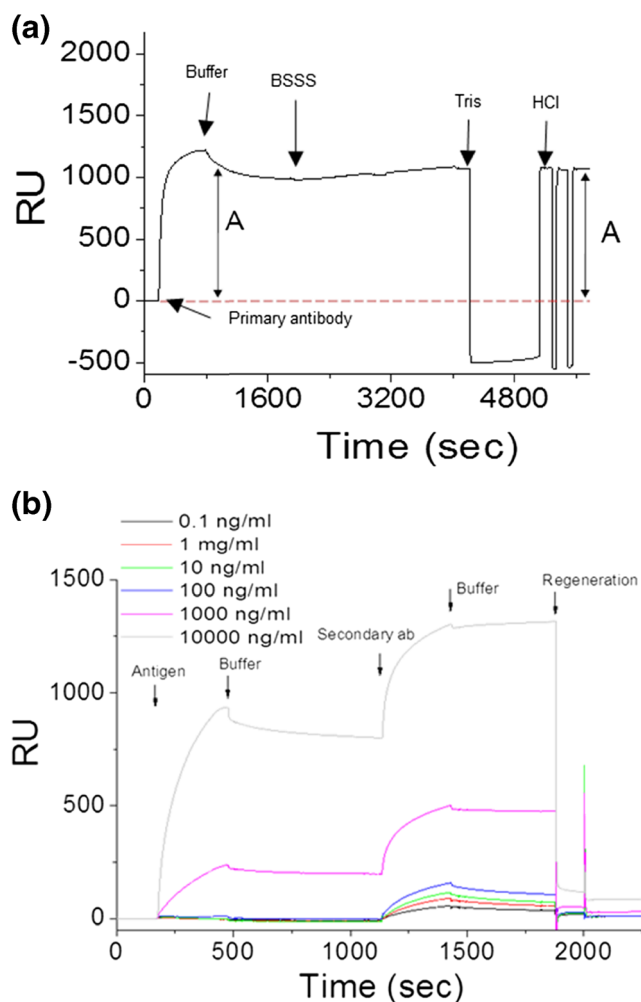 (a)
2000
1500
1000
500
0
-500
RU
Buffer
BSSS
Tris
HCl
A
A
Primary antibody
0
1600
3200
4800
Time (sec)
(b)
0.1 ng/ml
1 mg/ml
10 ng/ml
100 ng/ml
1000 ng/ml
10000 ng/ml
1500
1000
500
0
RU
Antigen
Buffer
Secondary ab
Buffer
Regeneration
0
500
1000
1500
2000
Time (sec)